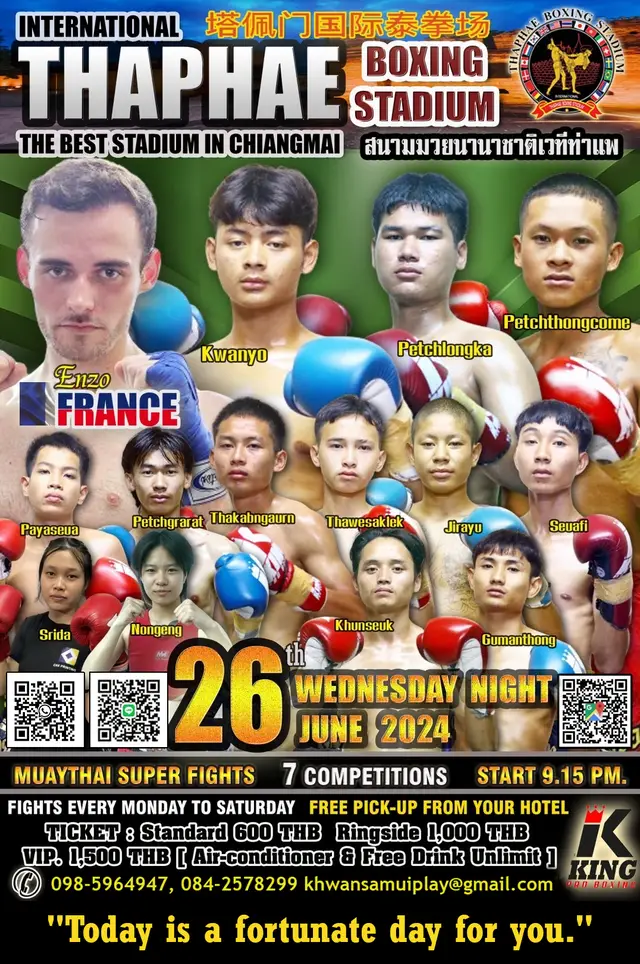 INTERNATIONAL
塔佩门国际泰拳场
THAPHAE
BOXING
STADIUM
THAPHAE BOXING STADIUM
THE BEST STADIUM IN CHIANGMAI
สนามมวยนานาชาติเวทีท่าแพ
Kwanyo
Petchlongka
Petchthongcome
Enzo
FRANCE
Payaseua
Petchgrarat
Thakabngaurn
Thawesaklek
Jirayu
Seuafi
Srida
Nongeng
Khunseuk
Gumanthong
26th
WEDNESDAY NIGHT
JUNE 2024
MUAYTHAI SUPER FIGHTS 7 COMPETITIONS START 9.15 PM.
FIGHTS EVERY MONDAY TO SATURDAY FREE PICK-UP FROM YOUR HOTEL
TICKET : Standard 600 THB Ringside 1,000 THB
VIP. 1,500 THB [ Air-conditioner & Free Drink Unlimit ]
K
KING
PRO BOXING
098-5964947, 084-2578299 khwansamuiplay@gmail.com
"Today is a fortunate day for you."